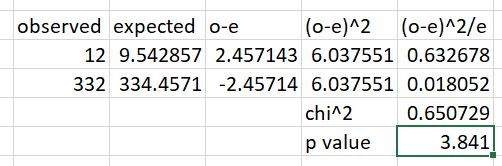 observed expected o-e (o-e)^2 (o-e)^2/e
12 9.542857 2.457143 6.037551 0.632678
332 334.4571 -2.45714 6.037551 0.018052
chi^2 0.650729
p value 3.841